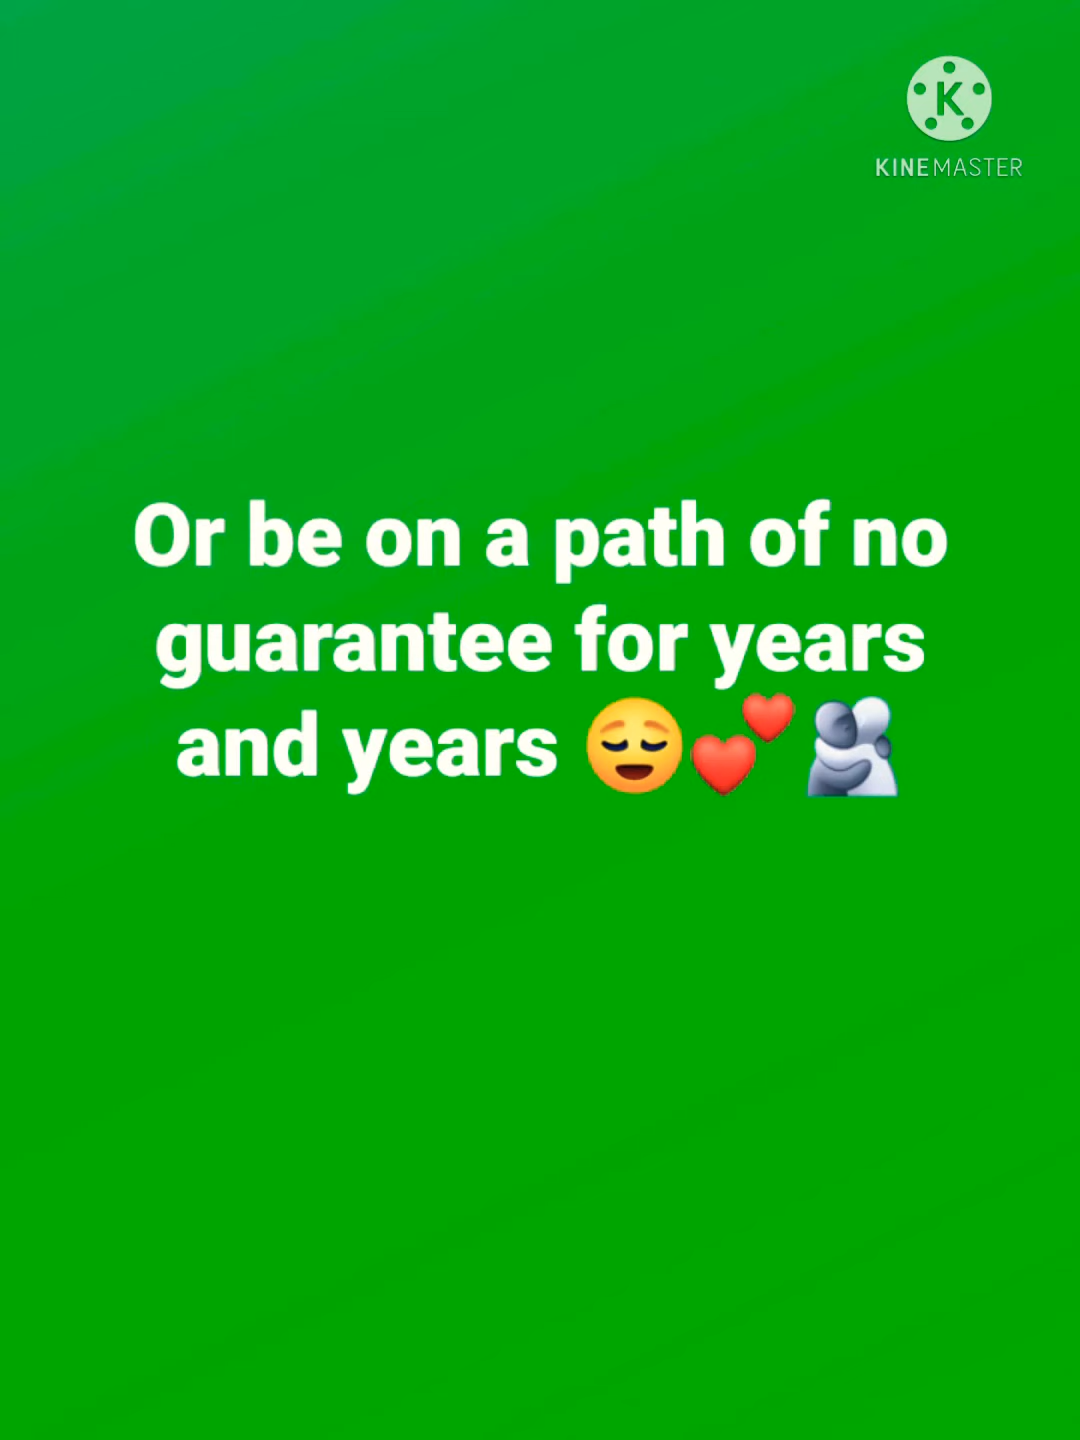 K
KINEMASTER
Or be on a path of no
guarantee for years
and years 😌💕🫂